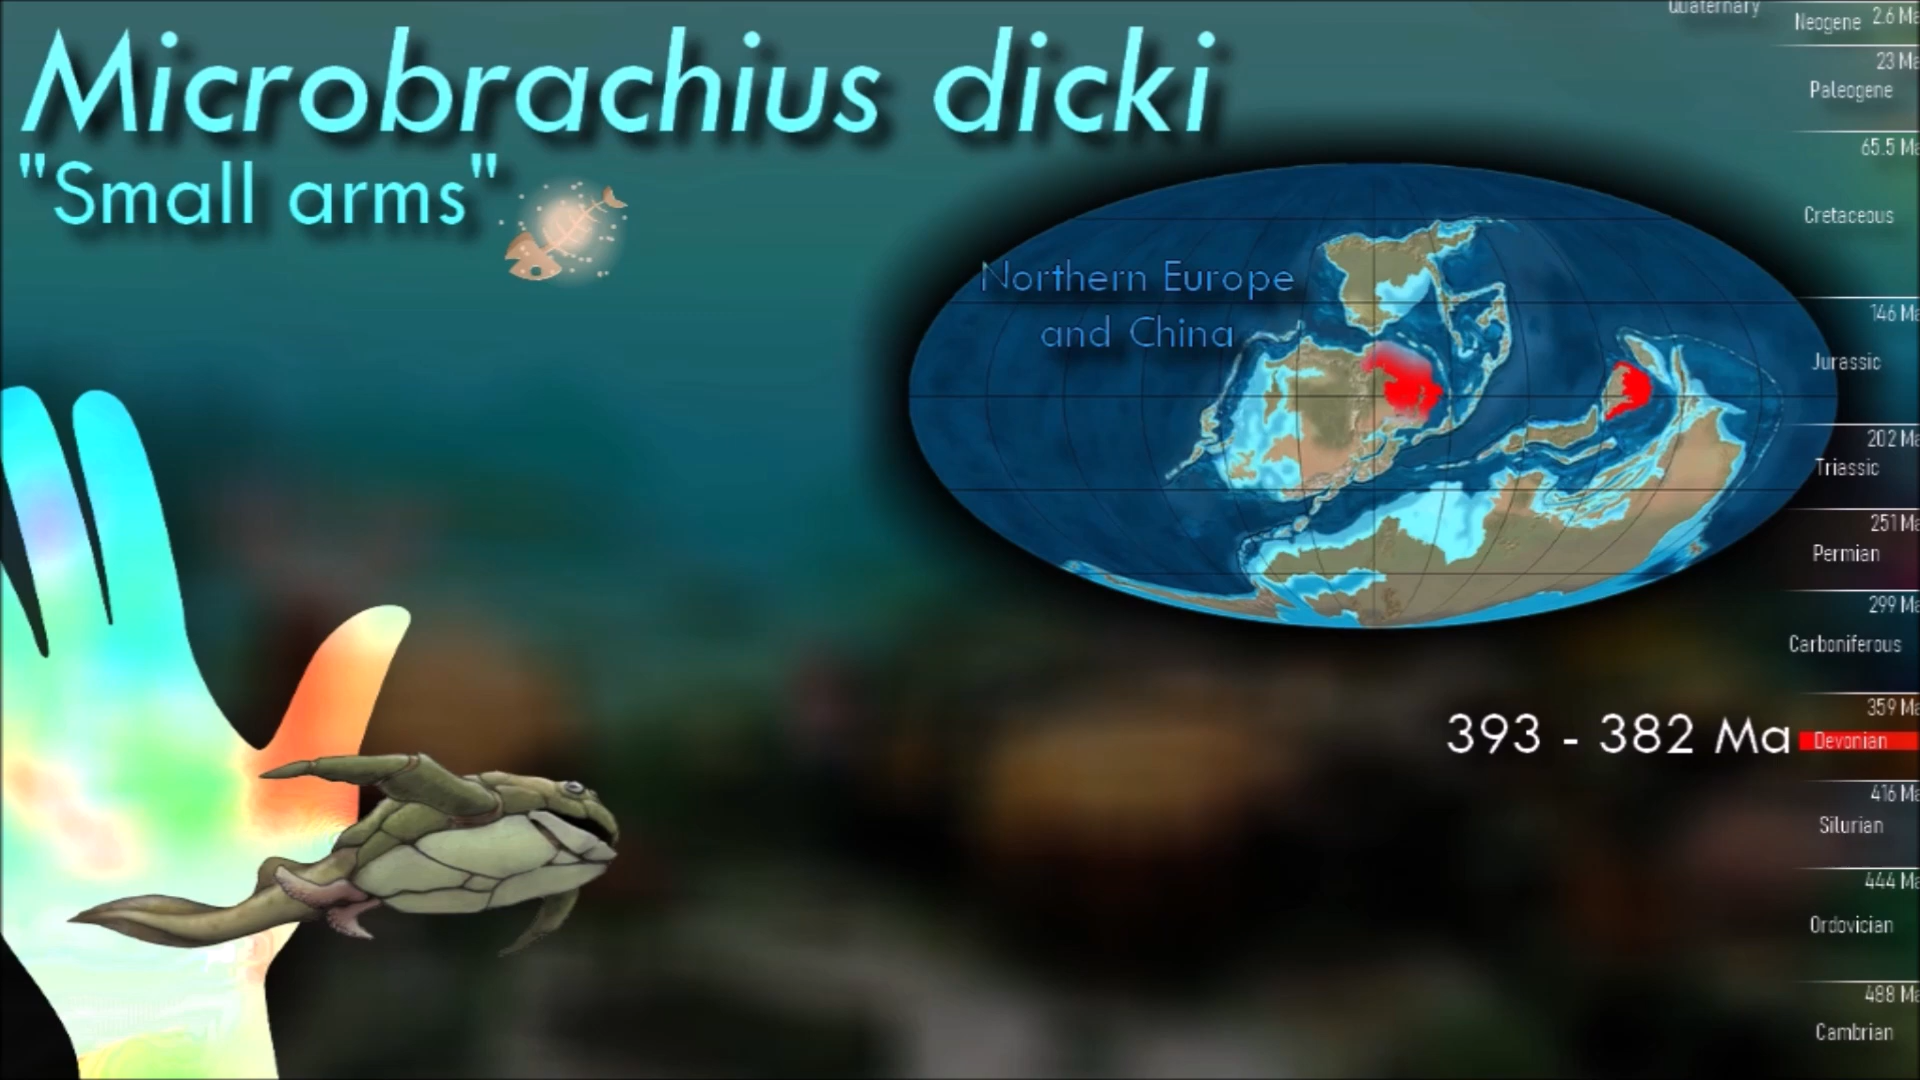 Microbrachius dicki
"Small arms"
Northern Europe
and China
393 - 382 Ma
Quaternary
2.6 Ma
Neogene
23 Ma
Paleogene
65.5 Ma
Cretaceous
146 Ma
Jurassic
202 Ma
Triassic
251 Ma
Permian
299 Ma
Carboniferous
359 Ma
Devonian
416 Ma
Silurian
444 Ma
Ordovician
488 Ma
Cambrian